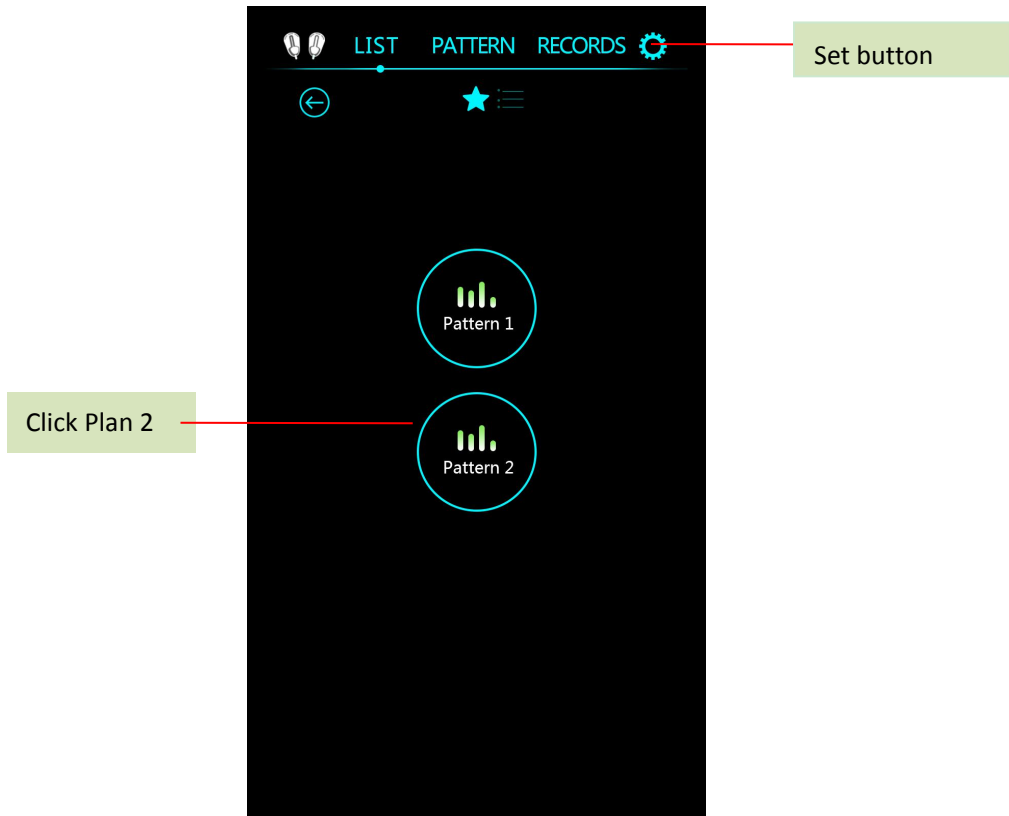 LIST PATTERN RECORDS
Set button
Pattern 1
Click Plan 2
Pattern 2